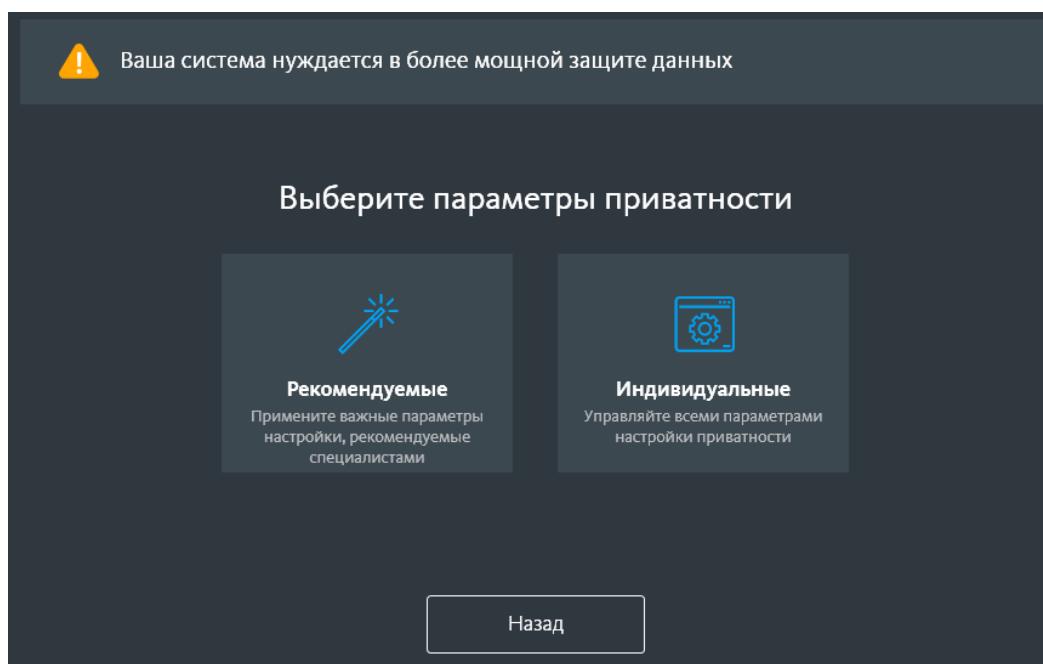 Ваша система нуждается в более мощной защите данных
Выберите параметры приватности
Рекомендуемые
Примените важные параметры
настройки, рекомендуемые
специалистами
Индивидуальные
Управляйте всеми параметрами
настройки приватности
Назад